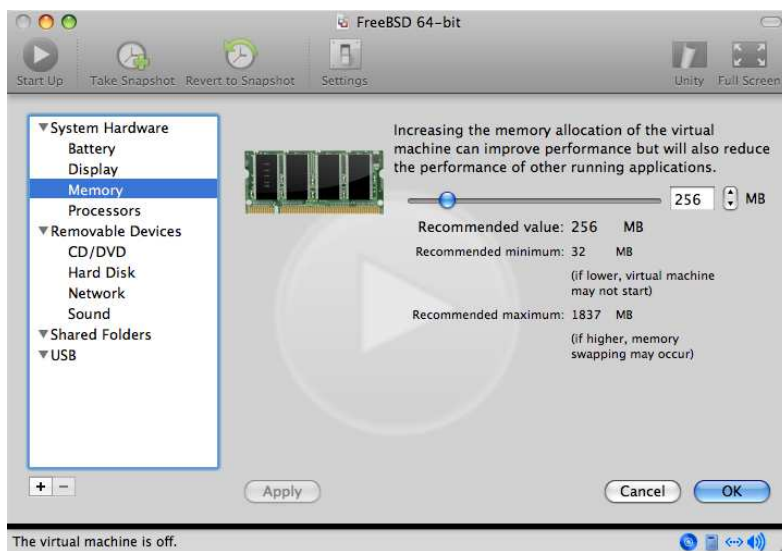 FreeBSD 64-bit
Start Up
Take Snapshot
Revert to Snapshot
Settings
Unity
Full Screen
System Hardware
Battery
Display
Memory
Processors
Removable Devices
CD/DVD
Hard Disk
Network
Sound
Shared Folders
USB
Increasing the memory allocation of the virtual
machine can improve performance but will also reduce
the performance of other running applications.
256 MB
Recommended value: 256 MB
Recommended minimum: 32 MB
(if lower, virtual machine
may not start)
Recommended maximum: 1837 MB
(if higher, memory
swapping may occur)
+ −
Apply
Cancel
OK
The virtual machine is off.